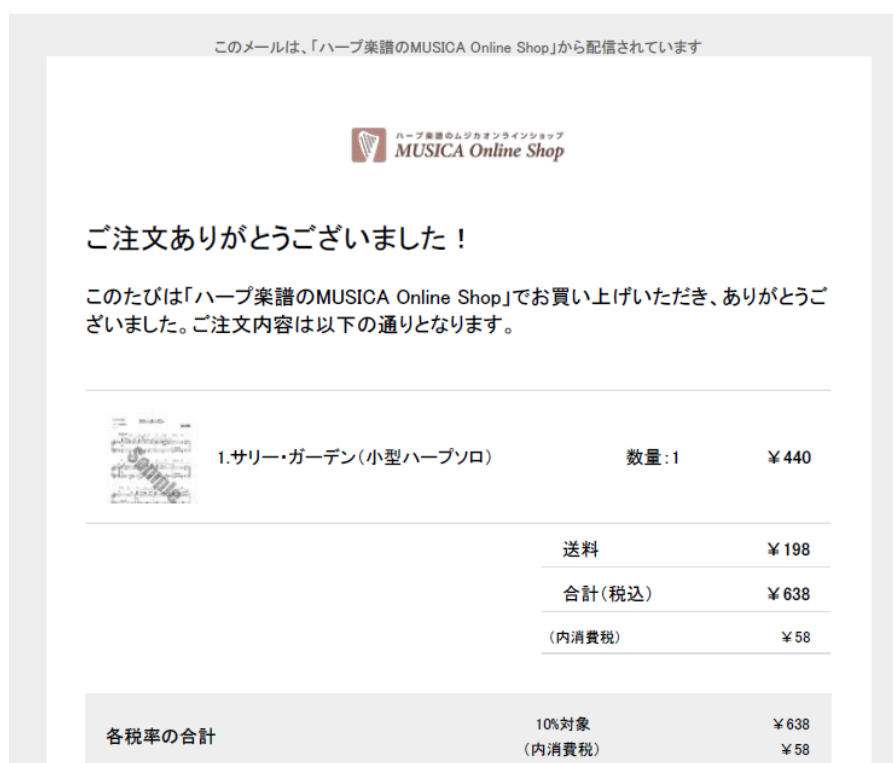 このメールは、「ハープ楽譜のMUSICA Online Shop」から配信されています
ハープ楽譜のムジカオンラインショップ
MUSICA Online Shop
ご注文ありがとうございました！
このたびは「ハープ楽譜のMUSICA Online Shop」でお買い上げいただき、ありがとうご
ざいました。ご注文内容は以下の通りとなります。
Sample
1.サリー・ガーデン（小型ハープソロ） 数量：1 ￥440
送料 ￥198
合計（税込） ￥638
（内消費税） ￥58
各税率の合計
10%対象 ￥638
（内消費税） ￥58